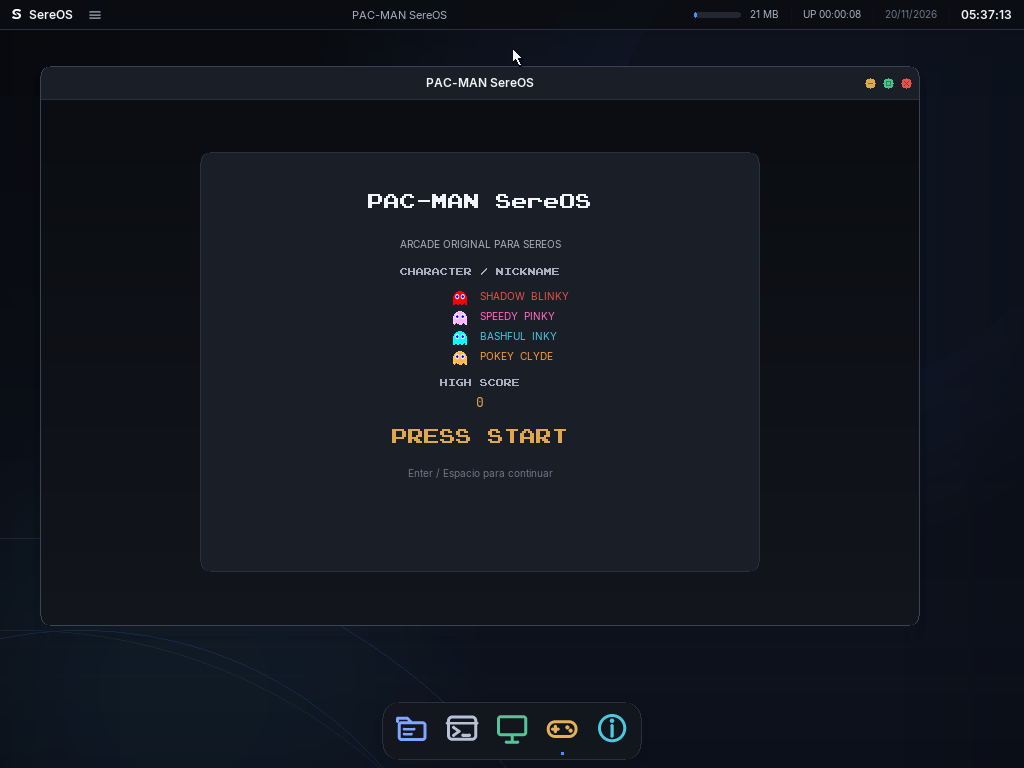 SereOS PAC-MAN SereOS 21 MB UP 00:00:08 20/11/2026 05:37:13
PAC-MAN SereOS
PAC-MAN SereOS
ARCADE ORIGINAL PARA SEREOS
CHARACTER / NICKNAME
SHADOW BLINKY
SPEEDY PINKY
BASHFUL INKY
POKEY CLYDE
HIGH SCORE
0
PRESS START
Enter / Espacio para continuar